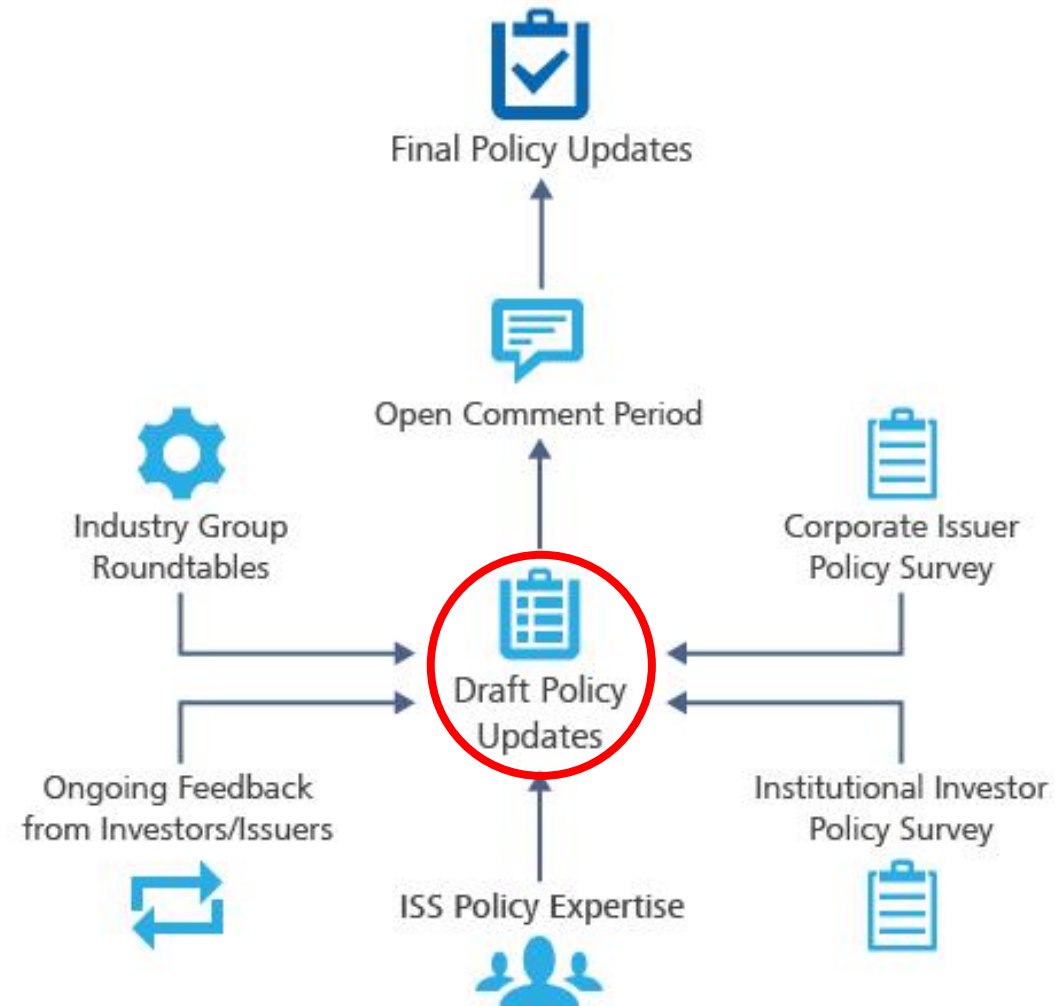 Final Policy Updates
Open Comment Period
Industry Group
Roundtables
Corporate Issuer
Policy Survey
Draft Policy
Updates
Ongoing Feedback
from Investors/Issuers
Institutional Investor
Policy Survey
ISS Policy Expertise